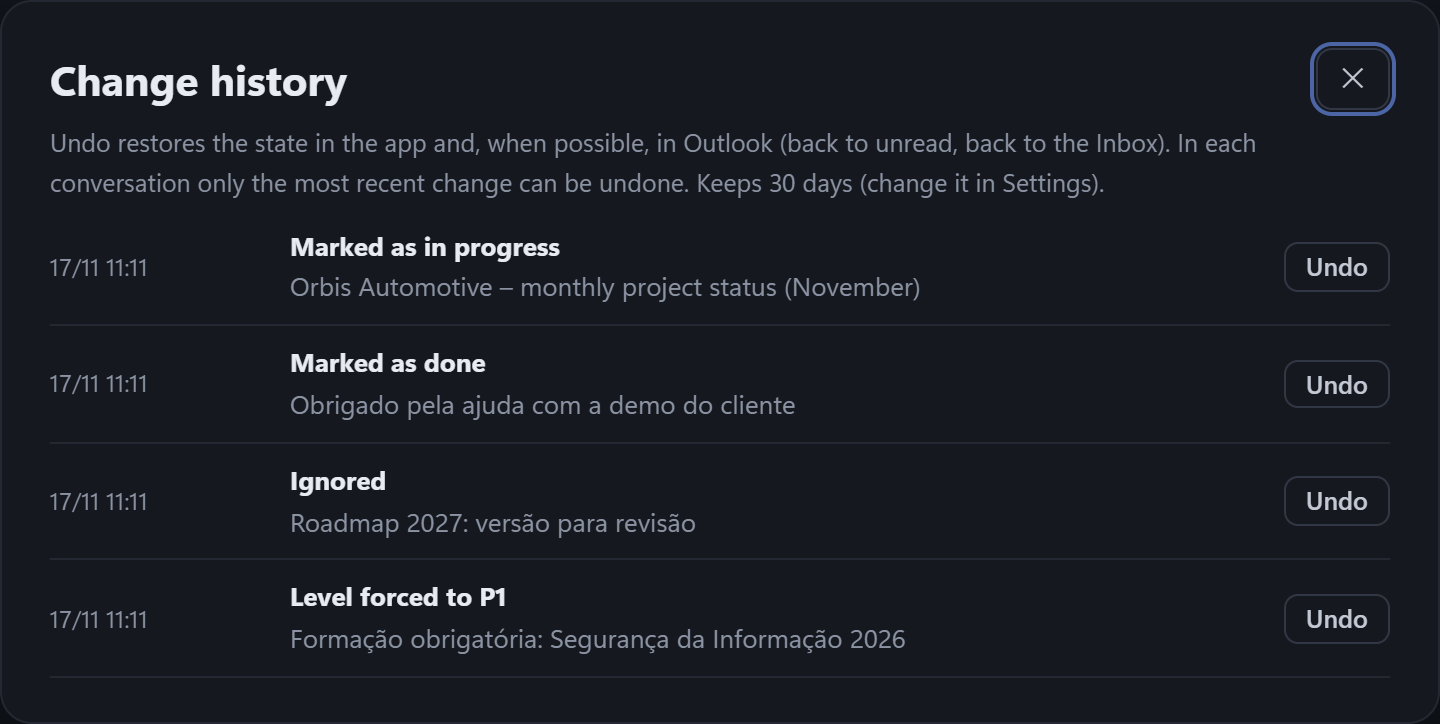 Change history
Undo restores the state in the app and, when possible, in Outlook (back to unread, back to the Inbox). In each
conversation only the most recent change can be undone. Keeps 30 days (change it in Settings).
17/11 11:11
Marked as in progress
Orbis Automotive – monthly project status (November)
Undo
17/11 11:11
Marked as done
Obrigado pela ajuda com a demo do cliente
Undo
17/11 11:11
Ignored
Roadmap 2027: versão para revisão
Undo
17/11 11:11
Level forced to P1
Formação obrigatória: Segurança da Informação 2026
Undo